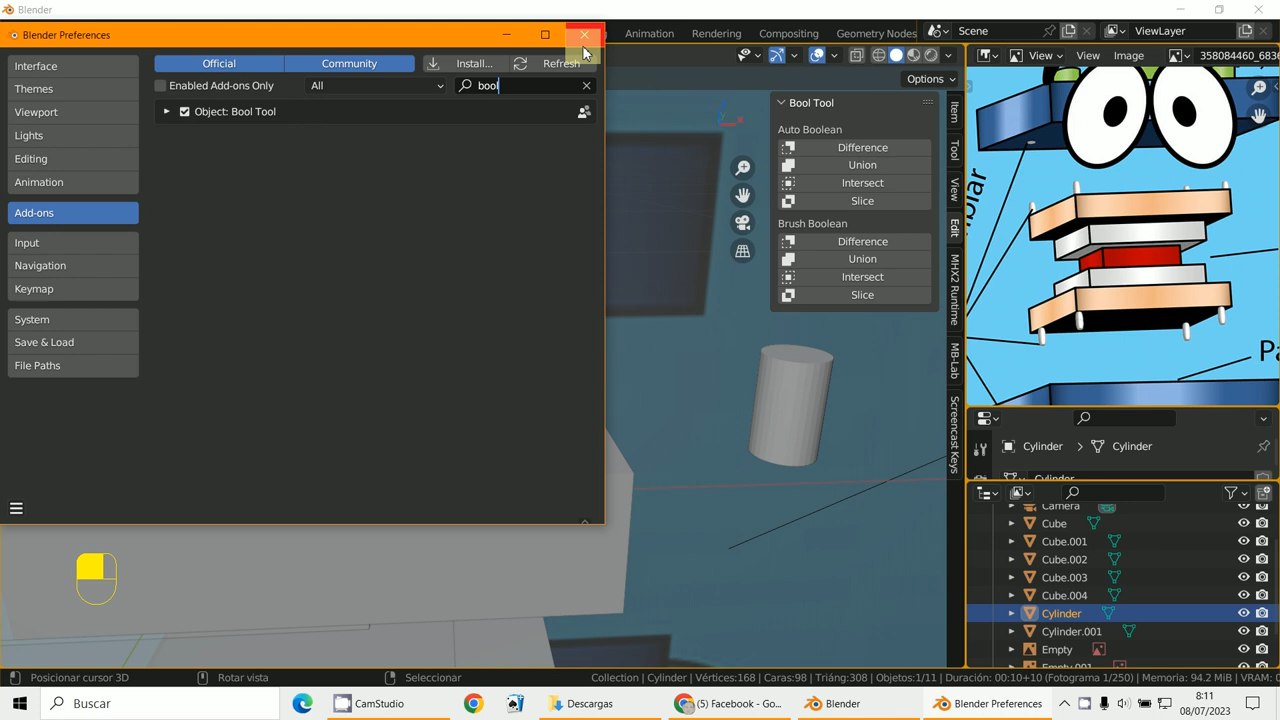 Blender
Blender Preferences
Animation Rendering Compositing Geometry Nodes Scene ViewLayer
Interface
Themes
Viewport
Lights
Editing
Animation
Add-ons
Input
Navigation
Keymap
System
Save & Load
File Paths
Official Community Install... Refresh
Enabled Add-ons Only All bool
Object: Bool Tool
Options
Bool Tool
Auto Boolean
Difference
Union
Intersect
Slice
Brush Boolean
Difference
Union
Intersect
Slice
Item
Tool
View
Edit
MHX2 Runtime
MB-Lab
Screencast Keys
View View Image 358084460_6836
Cylinder > Cylinder
Cylinder
Camera
Cube
Cube.001
Cube.002
Cube.003
Cube.004
Cylinder
Cylinder.001
Empty
Empty.001
Posicionar cursor 3D Rotar vista Seleccionar Collection | Cylinder | Vértices:168 | Caras:98 | Triáng:308 | Objetos:1/11 | Duración: 00:10+10 (Fotograma 1/250) | Memoria: 94.2 MiB | VRAM: 0
Buscar CamStudio Descargas (5) Facebook - Go... Blender Blender Preferences 8:11
08/07/2023